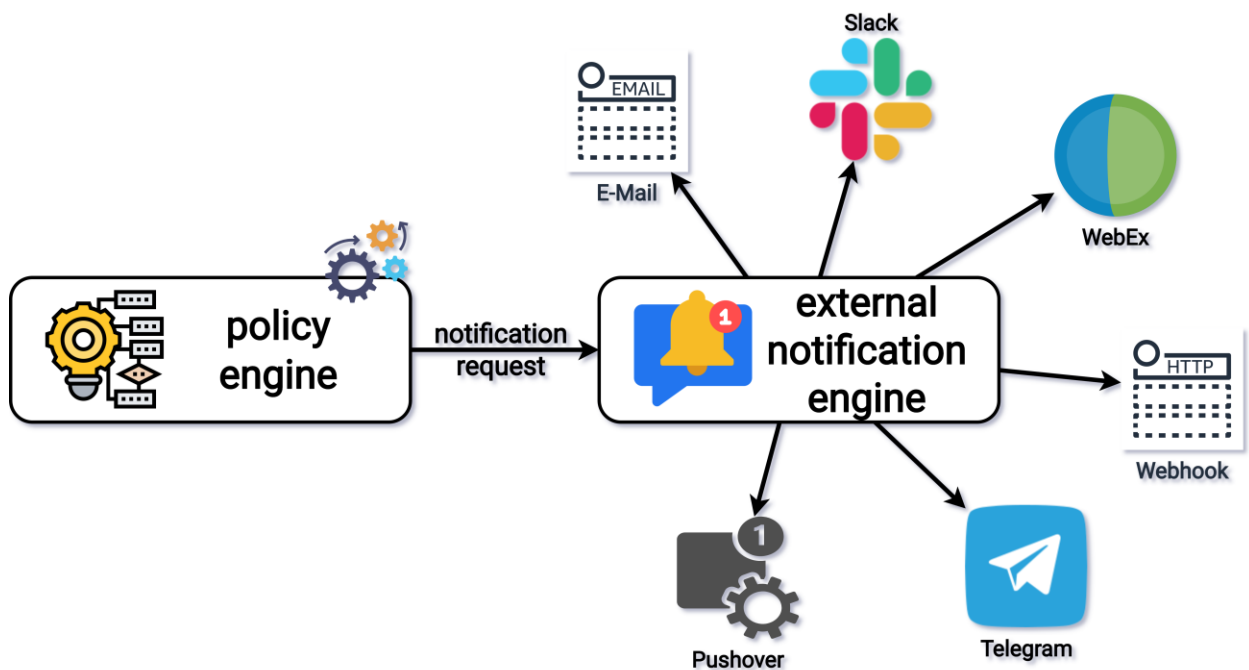 Slack
EMAIL
E-Mail
WebEx
policy
engine
notification
request
1
external
notification
engine
HTTP
Webhook
1
Pushover
Telegram